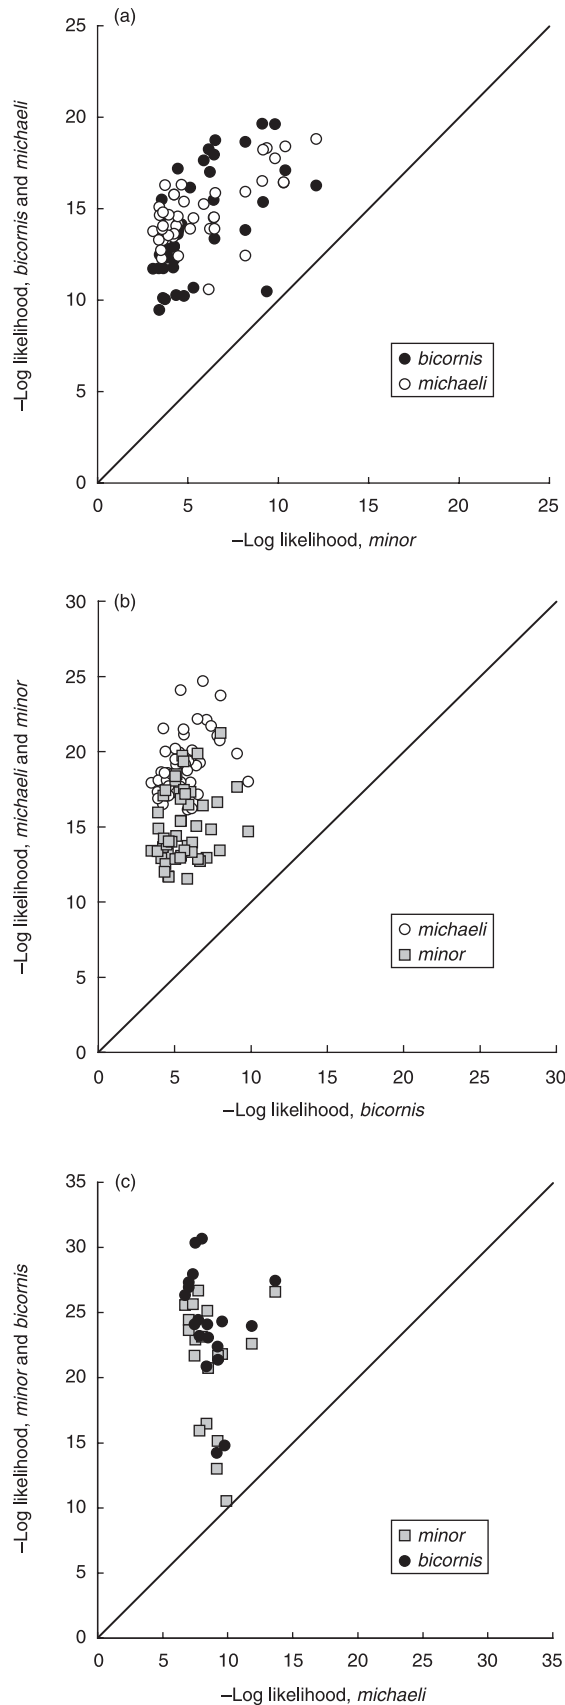 (a)
25
20
15
10
5
0
0 5 10 15 20 25
–Log likelihood, bicornis and michaeli
–Log likelihood, minor
bicornis
michaeli
(b)
30
25
20
15
10
5
0
0 5 10 15 20 25 30
–Log likelihood, michaeli and minor
–Log likelihood, bicornis
michaeli
minor
(c)
35
30
25
20
15
10
5
0
0 5 10 15 20 25 30 35
–Log likelihood, minor and bicornis
–Log likelihood, michaeli
minor
bicornis